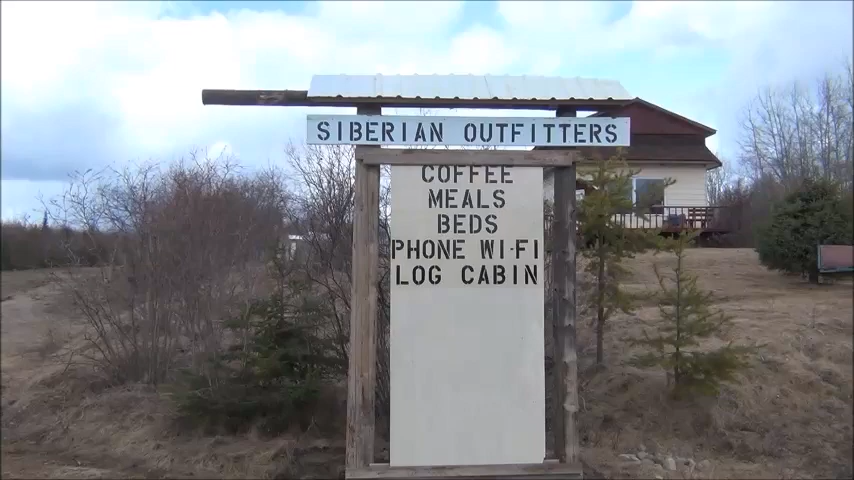 SIBERIAN OUTFITTERS
COFFEE
MEALS
BEDS
PHONE WI-FI
LOG CABIN